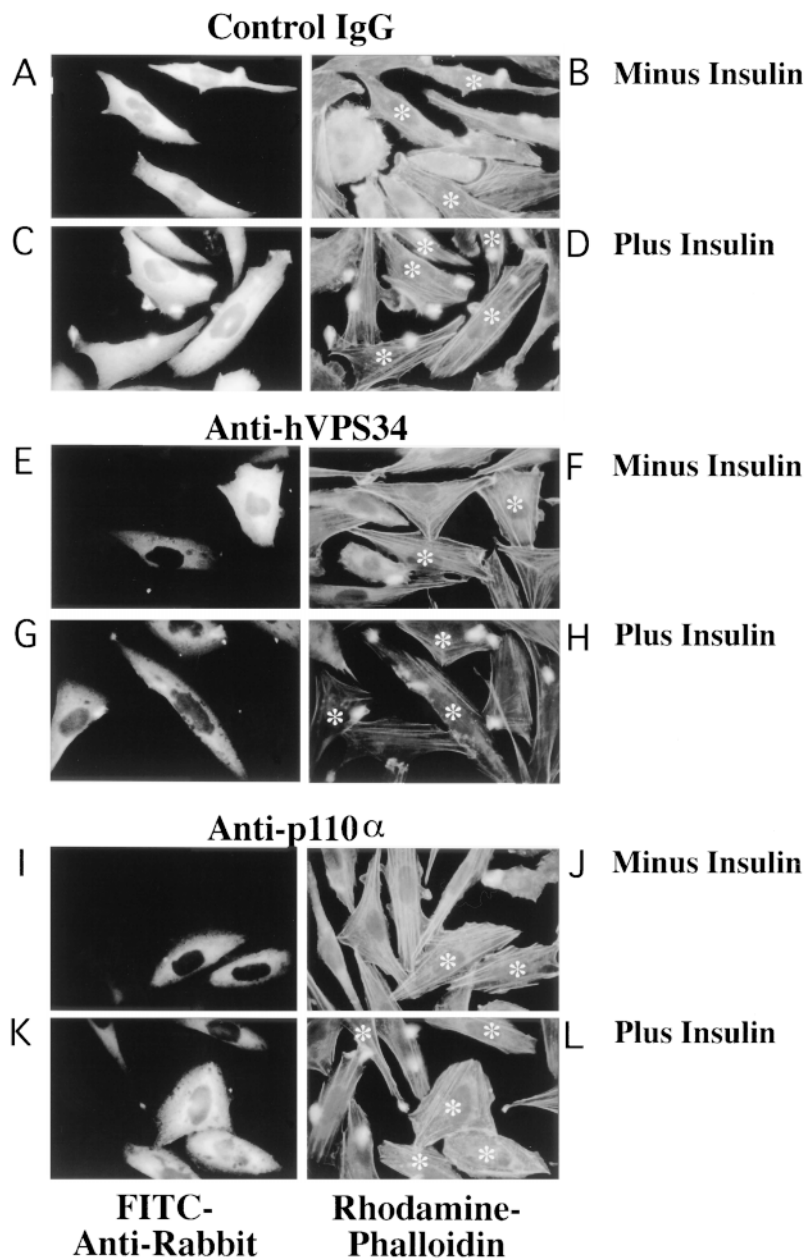 Control IgG
A
B Minus Insulin
C
D Plus Insulin
Anti-hVPS34
E
F Minus Insulin
G
H Plus Insulin
Anti-p110α
I
J Minus Insulin
K
L Plus Insulin
FITC-
Anti-Rabbit
Rhodamine-
Phalloidin